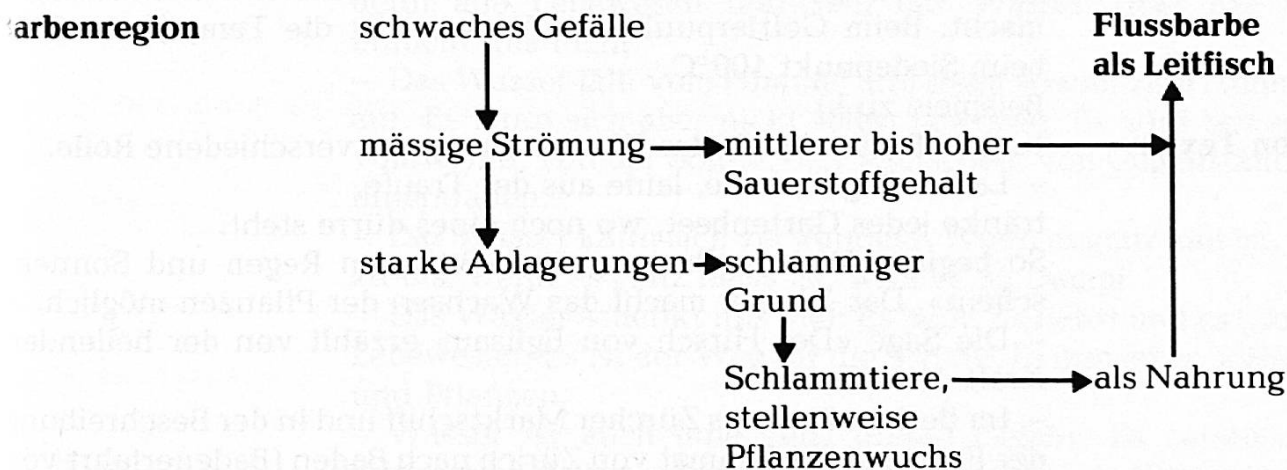 arbenregion
schwaches Gefälle
Flussbarbe
als Leitfisch
mässige Strömung
mittlerer bis hoher
Sauerstoffgehalt
starke Ablagerungen
schlammiger
Grund
Schlammtiere,
stellenweise
Pflanzenwuchs
als Nahrung